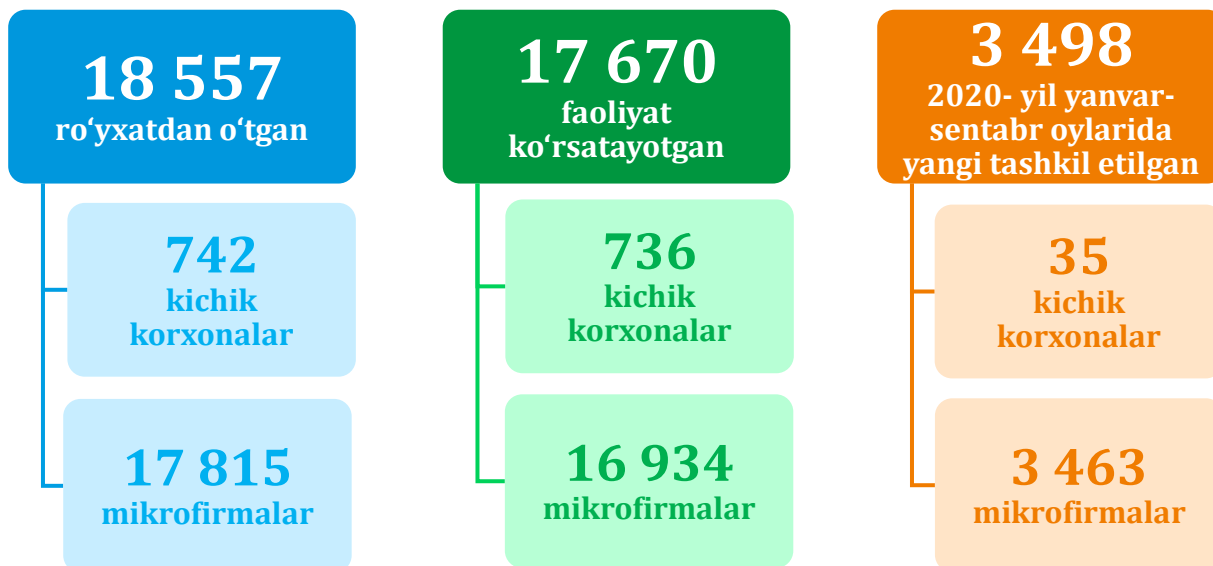 18 557
ro‘yxatdan o‘tgan
742
kichik
korxonalar
17 815
mikrofirmalar
17 670
faoliyat
ko‘rsatayotgan
736
kichik
korxonalar
16 934
mikrofirmalar
3 498
2020- yil yanvar-
sentabr oylarida
yangi tashkil etilgan
35
kichik
korxonalar
3 463
mikrofirmalar